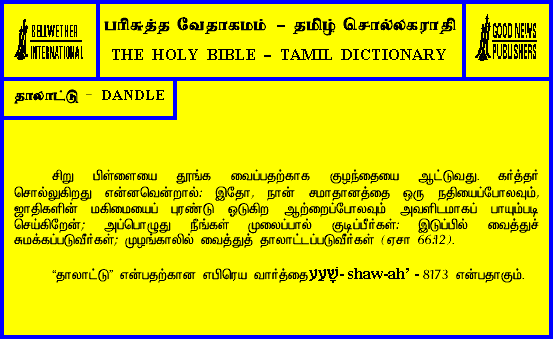 BELLWETHER
INTERNATIONAL
பரிசுத்த வேதாகமம் – தமிழ் சொல்லகராதி
THE HOLY BIBLE – TAMIL DICTIONARY
GOOD NEWS
PUBLISHERS
தாலாட்டு – DANDLE
சிறு பிள்ளையை தூங்க வைப்பதற்காக குழந்தையை ஆட்டுவது. கர்த்தர்
சொல்லுகிறது என்னவென்றால்: இதோ, நான் சமாதானத்தை ஒரு நதியைப்போலவும்,
ஜாதிகளின் மகிமையைப் புரண்டு ஓடுகிற ஆற்றைப்போலவும் அவளிடமாகப் பாயும்படி
செய்கிறேன்; அப்பொழுது நீங்கள் முலைப்பால் குடிப்பீர்கள்; இடுப்பில் வைத்துச்
சுமக்கப்படுவீர்கள்; முழங்காலில் வைத்துத் தாலாட்டப்படுவீர்கள் (ஏசா 66:12).
“தாலாட்டு” என்பதற்கான எபிரெய வார்த்தை שָׁעַע - shaw-ah’ - 8173 என்பதாகும்.